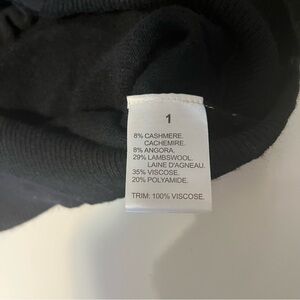 1
8% CASHMERE.
CACHEMIRE.
8% ANGORA.
29% LAMBSWOOL.
LAINE D'AGNEAU.
35% VISCOSE.
20% POLYAMIDE.
TRIM: 100% VISCOSE.